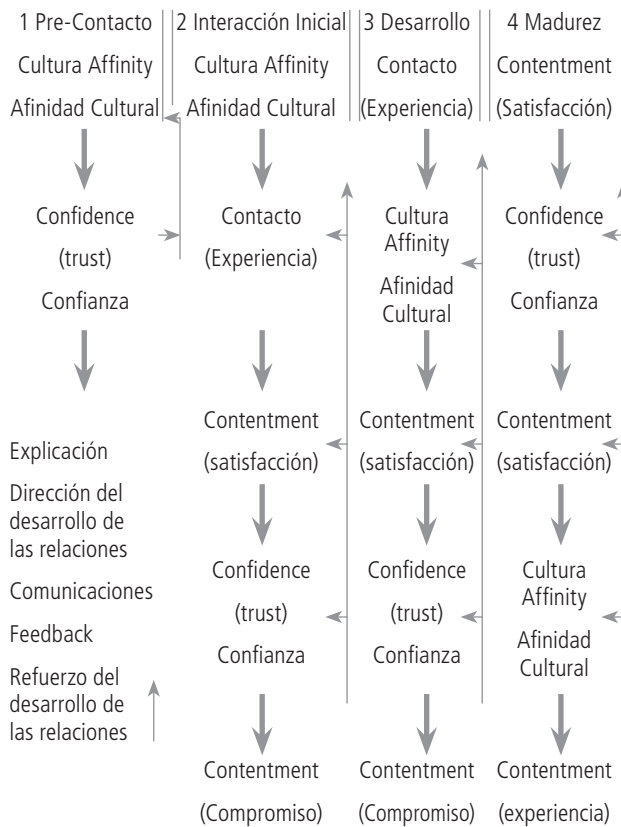 1 Pre-Contacto
Cultura Affinity
Afinidad Cultural
Confidence
(trust)
Confianza
Explicación
Dirección del
desarrollo de
las relaciones
Comunicaciones
Feedback
Refuerzo del
desarrollo de
las relaciones
2 Interacción Inicial
Cultura Affinity
Afinidad Cultural
Contacto
(Experiencia)
Contentment
(satisfacción)
Confidence
(trust)
Confianza
Contentment
(Compromiso)
3 Desarrollo
Contacto
(Experiencia)
Cultura
Affinity
Afinidad
Cultural
Contentment
(satisfacción)
Confidence
(trust)
Confianza
Contentment
(Compromiso)
4 Madurez
Contentment
(Satisfacción)
Confidence
(trust)
Confianza
Contentment
(satisfacción)
Cultura
Affinity
Afinidad
Cultural
Contentment
(experiencia)